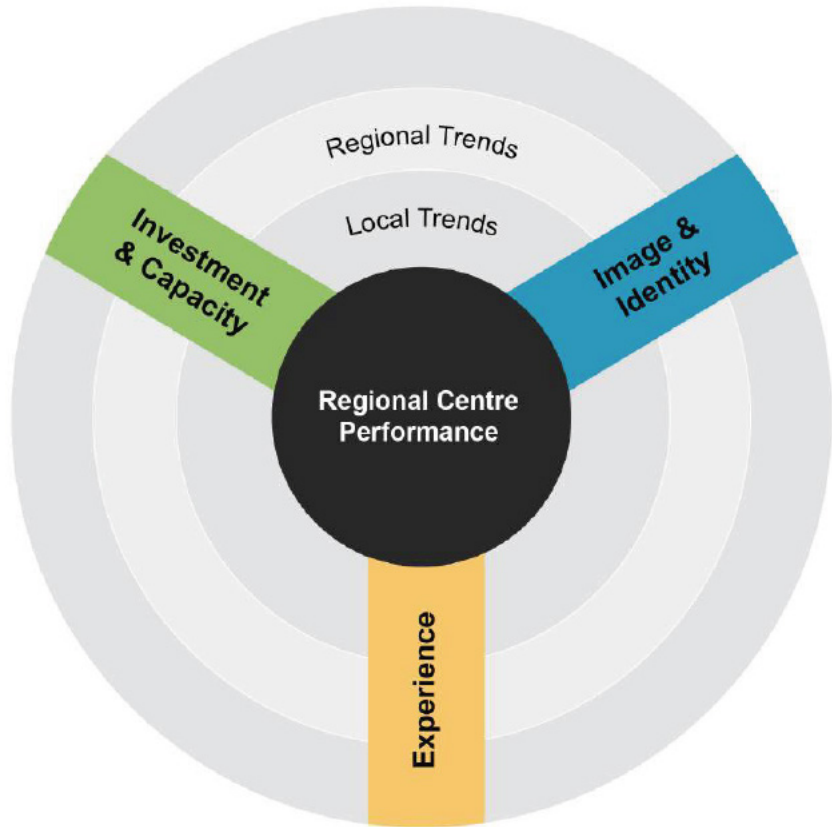 Regional Trends
Local Trends
Investment
& Capacity
Image &
Identity
Regional Centre
Performance
Experience